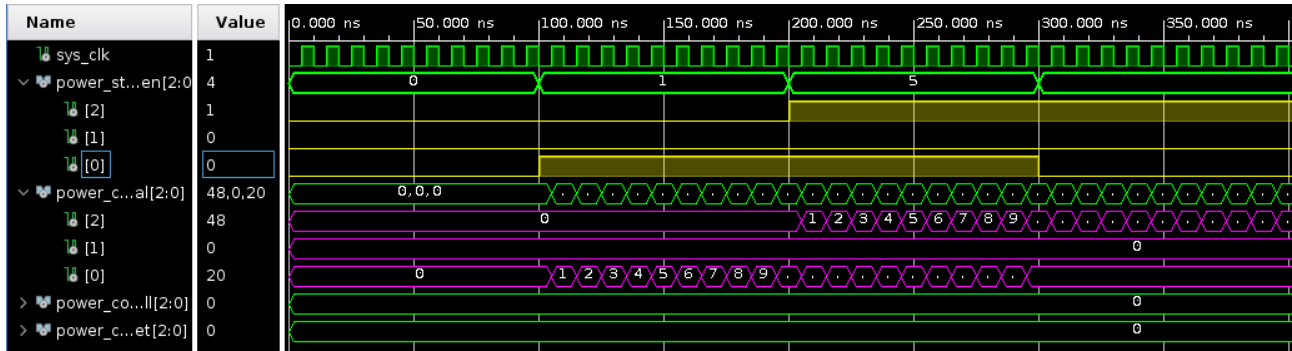 Name Value 0.000 ns 50.000 ns 100.000 ns 150.000 ns 200.000 ns 250.000 ns 300.000 ns 350.000 ns
sys_clk 1
power_st...en[2:0 4 0 1 5
[2] 1
[1] 0
[0] 0
power_c...al[2:0] 48,0,20 0,0,0
[2] 48 0 1 2 3 4 5 6 7 8 9
[1] 0 0
[0] 20 0 1 2 3 4 5 6 7 8 9
power_co...ll[2:0] 0 0
power_c...et[2:0] 0 0